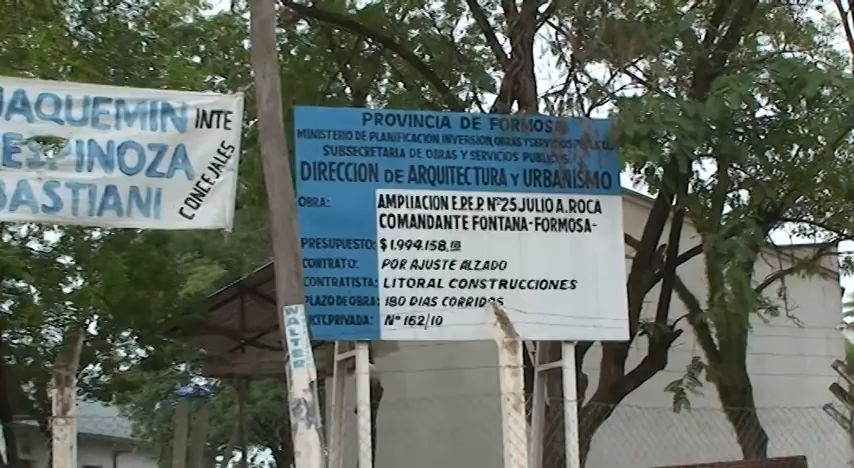 JAQUEMIN INTE
ESPINOZA
BASTIANI
CONCEJALES
PROVINCIA DE FORMOSA
MINISTERIO DE PLANIFICACION INVERSION, OBRAS Y SERVICIOS PUBLICOS
SUBSECRETARIA DE OBRAS Y SERVICIOS PUBLICOS
DIRECCION DE ARQUITECTURA Y URBANISMO
OBRA: AMPLIACION E.P.E.P. Nº 25 JULIO A. ROCA
COMANDANTE FONTANA-FORMOSA-
PRESUPUESTO: $ 1.994.158.
CONTRATO: POR AJUSTE ALZADO
CONTRATISTA: LITORAL CONSTRUCCIONES
PLAZO DE OBRA: 180 DIAS CORRIDOS
LICIT.PRIVADA: Nº 162/10
WALTER